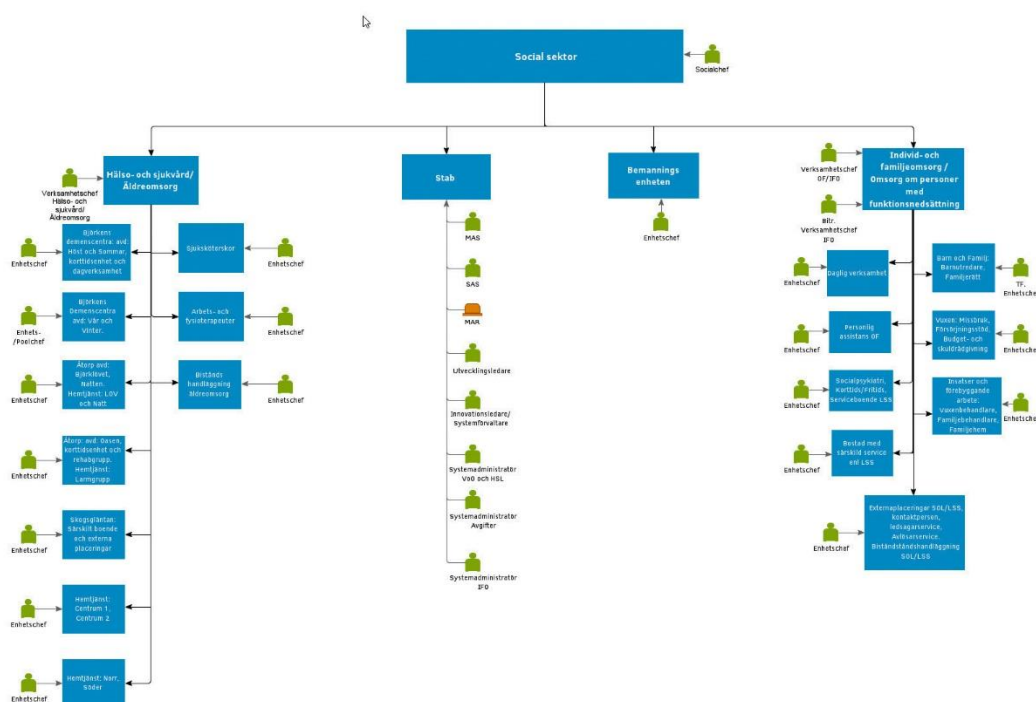 Social sektor
Socialchef
Hälso- och sjukvård/
Äldreomsorg
Verksamhetschef
Hälso- och
sjukvård/
Äldreomsorg
Björkens
demenscentra: avd:
Höst och Sommar,
korttidsenhet och
dagverksamhet
Enhetschef
Sjuksköterskor
Enhetschef
Björkens
Demenscentra
avd: Vår och
Vinter.
Enhets-
/Poolchef
Arbets- och
fysioterapeuter
Enhetschef
Åtorp avd:
Björklövet,
Natten.
Hemtjänst: LOV
och Natt
Enhetschef
Bistånds
handläggning
äldreomsorg
Enhetschef
Åtorp: avd: Oasen,
korttidsenhet och
rehabgrupp.
Hemtjänst:
Larmgrupp
Enhetschef
Skogsgläntan:
Särskilt boende
och externa
placeringar
Enhetschef
Hemtjänst:
Centrum 1,
Centrum 2
Enhetschef
Hemtjänst: Norr,
Söder
Enhetschef
Stab
MAS
SAS
MAR
Utvecklingsledare
Innovationsledare/
Systemförvaltare
Systemadministratör
VoO och HSL
Systemadministratör
Avgifter
Systemadministratör
IFO
Bemannings
enheten
Enhetschef
Individ- och
familjeomsorg /
Omsorg om personer
med
funktionsnedsättning
Verksamhetschef
OF/IFO
Bitr.
Verksamhetschef
IFO
Daglig verksamhet
Enhetschef
Barn och Familj:
Barnutredare,
Familjerätt
TF.
Enhetschef
Personlig
assistans OF
Enhetschef
Vuxen: Missbruk,
Försörjningsstöd,
Budget- och
skuldrådgivning
Enhetschef
Socialpsykiatri,
Korttids/Fritids,
Serviceboende LSS
Enhetschef
Insatser och
förebyggande
arbete:
Vuxenbehandlare,
Familjebehandlare,
Familjehem
Enhetschef
Bostad med
särskild service
enl LSS
Enhetschef
Externaplaceringar SOL/LSS,
kontaktperson,
ledsagarservice,
Avlösarservice,
Biståndståndshandläggning
SOL/LSS
Enhetschef